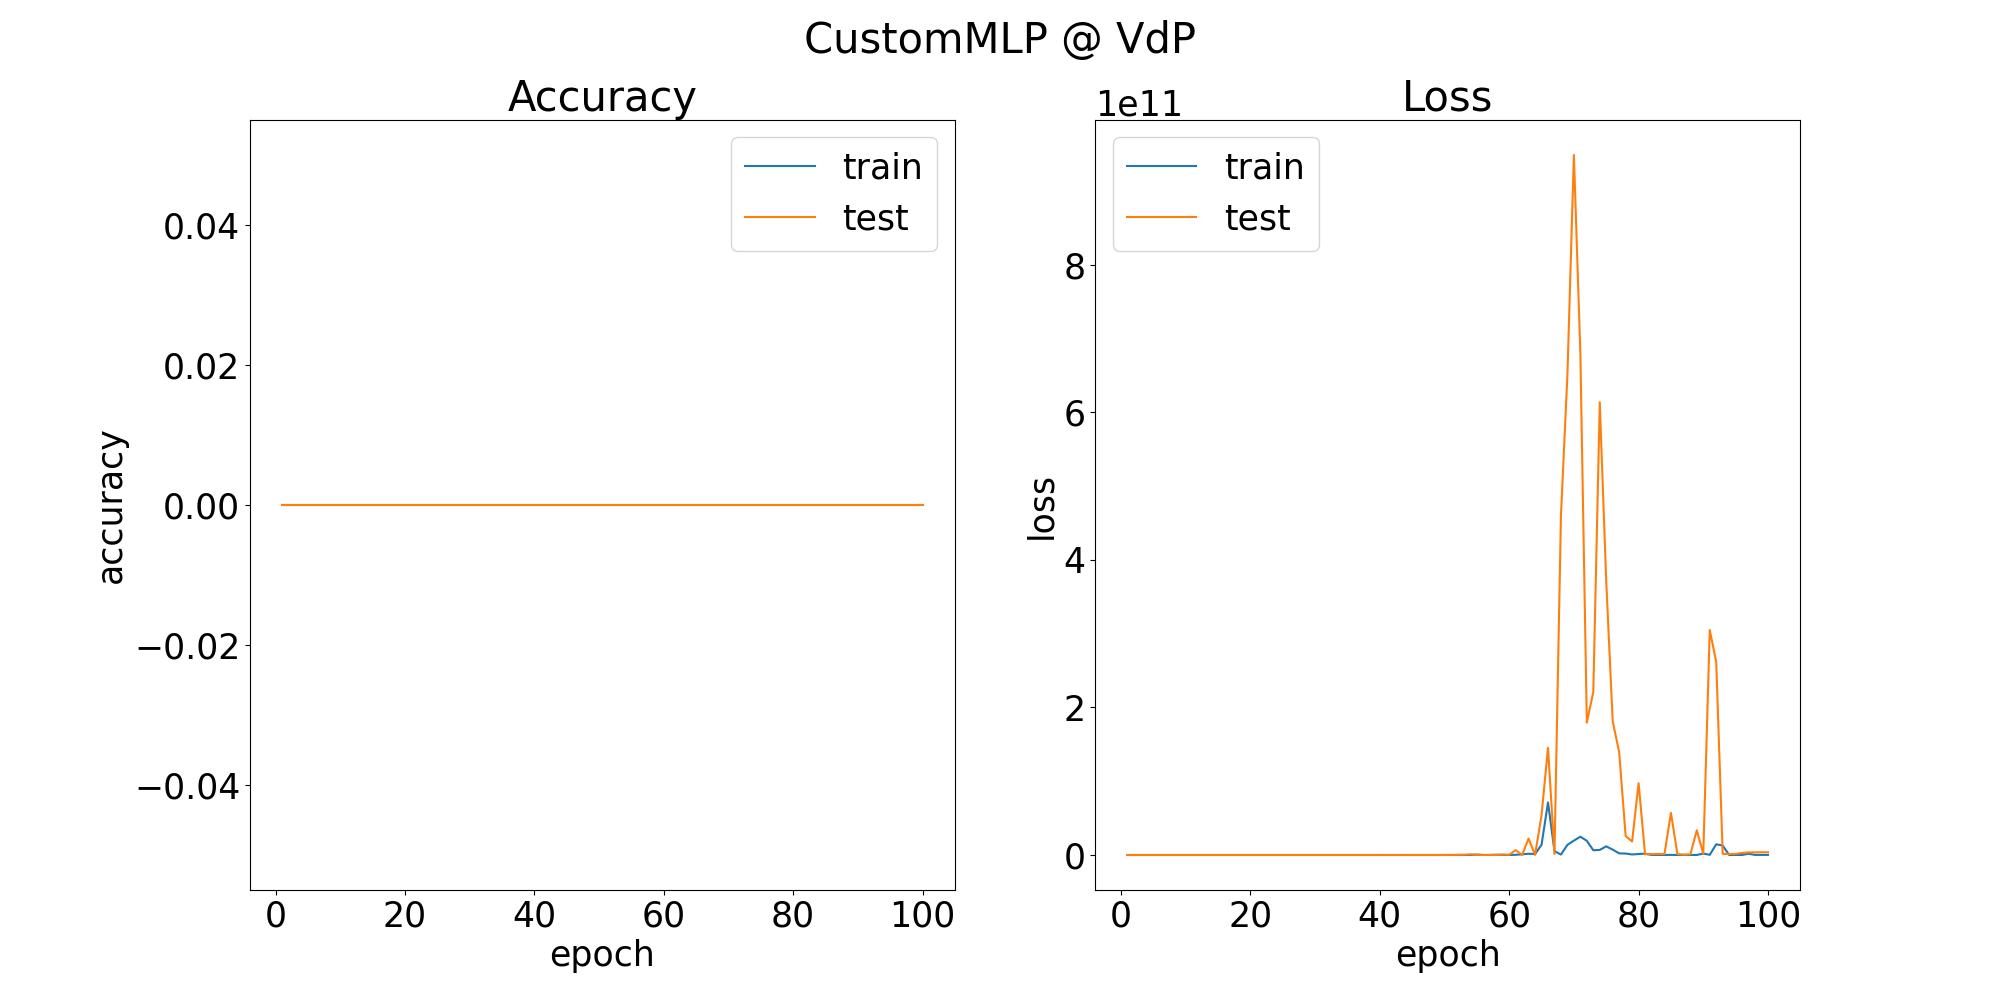 CustomMLP @ VdP
Accuracy
train
test
0.04
0.02
0.00
−0.02
−0.04
accuracy
0 20 40 60 80 100
epoch
Loss
1e11
train
test
8
6
4
2
0
loss
0 20 40 60 80 100
epoch